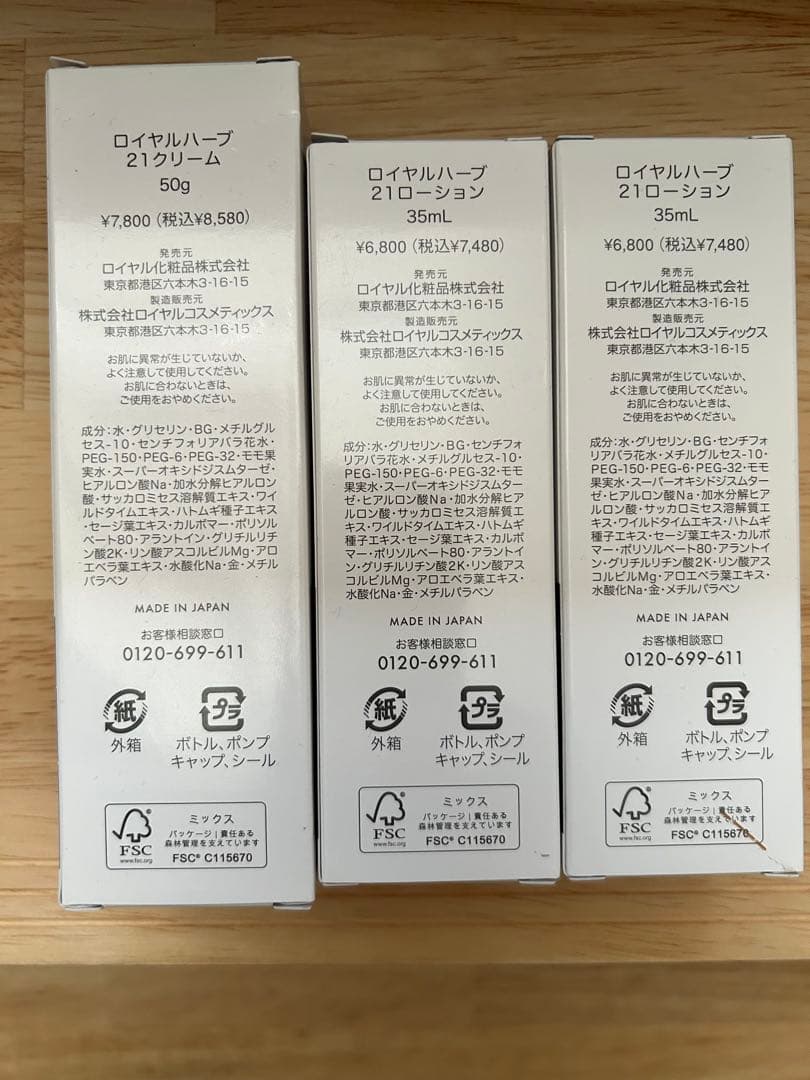 ロイヤルハーブ
21クリーム
50g
¥7,800（税込¥8,580）
発売元
ロイヤル化粧品株式会社
東京都港区六本木3-16-15
製造販売元
株式会社ロイヤルコスメティックス
東京都港区六本木3-16-15
お肌に異常が生じていないか、
よく注意して使用してください。
お肌に合わないときは、
ご使用をおやめください。
成分：水・グリセリン・BG・メチルグル
セス-10・センチフォリアバラ花水・
PEG-150・PEG-6・PEG-32・モモ果
実水・スーパーオキシドジスムターゼ・
ヒアルロン酸Na・加水分解ヒアルロン
酸・サッカロミセス溶解質エキス・ワイ
ルドタイムエキス・ハトムギ種子エキス・
セージ葉エキス・カルボマー・ポリソル
ベート80・アラントイン・グリチルリチ
ン酸2K・リン酸アスコルビルMg・アロ
エベラ葉エキス・水酸化Na・金・メチル
パラベン
MADE IN JAPAN
お客様相談窓口
0120-699-611
紙
外箱
プラ
ボトル、ポンプ
キャップ、シール
FSC
www.fsc.org
ミックス
パッケージ｜責任ある
森林管理を支えています
FSC® C115670
ロイヤルハーブ
21ローション
35mL
¥6,800（税込¥7,480）
発売元
ロイヤル化粧品株式会社
東京都港区六本木3-16-15
製造販売元
株式会社ロイヤルコスメティックス
東京都港区六本木3-16-15
お肌に異常が生じていないか、
よく注意して使用してください。
お肌に合わないときは、
ご使用をおやめください。
成分：水・グリセリン・BG・センチフォ
リアバラ花水・メチルグルセス-10・
PEG-150・PEG-6・PEG-32・モモ
果実水・スーパーオキシドジスムター
ゼ・ヒアルロン酸Na・加水分解ヒア
ルロン酸・サッカロミセス溶解質エキ
ス・ワイルドタイムエキス・ハトムギ
種子エキス・セージ葉エキス・カルボ
マー・ポリソルベート80・アラントイ
ン・グリチルリチン酸2K・リン酸アス
コルビルMg・アロエベラ葉エキス・
水酸化Na・金・メチルパラベン
MADE IN JAPAN
お客様相談窓口
0120-699-611
紙
外箱
プラ
ボトル、ポンプ
キャップ、シール
FSC
www.fsc.org
ミックス
パッケージ｜責任ある
森林管理を支えています
FSC® C115670
ロイヤルハーブ
21ローション
35mL
¥6,800（税込¥7,480）
発売元
ロイヤル化粧品株式会社
東京都港区六本木3-16-15
製造販売元
株式会社ロイヤルコスメティックス
東京都港区六本木3-16-15
お肌に異常が生じていないか、
よく注意して使用してください。
お肌に合わないときは、
ご使用をおやめください。
成分：水・グリセリン・BG・センチフォ
リアバラ花水・メチルグルセス-10・
PEG-150・PEG-6・PEG-32・モモ
果実水・スーパーオキシドジスムター
ゼ・ヒアルロン酸Na・加水分解ヒア
ルロン酸・サッカロミセス溶解質エキ
ス・ワイルドタイムエキス・ハトムギ
種子エキス・セージ葉エキス・カルボ
マー・ポリソルベート80・アラントイ
ン・グリチルリチン酸2K・リン酸アス
コルビルMg・アロエベラ葉エキス・
水酸化Na・金・メチルパラベン
MADE IN JAPAN
お客様相談窓口
0120-699-611
紙
外箱
プラ
ボトル、ポンプ
キャップ、シール
FSC
www.fsc.org
ミックス
パッケージ｜責任ある
森林管理を支えています
FSC® C115670